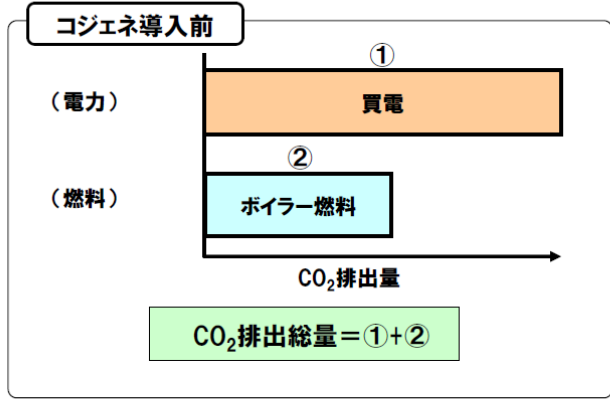 コジェネ導入前
①
（電力）
買電
②
（燃料）
ボイラー燃料
CO₂排出量
CO₂排出総量＝①+②